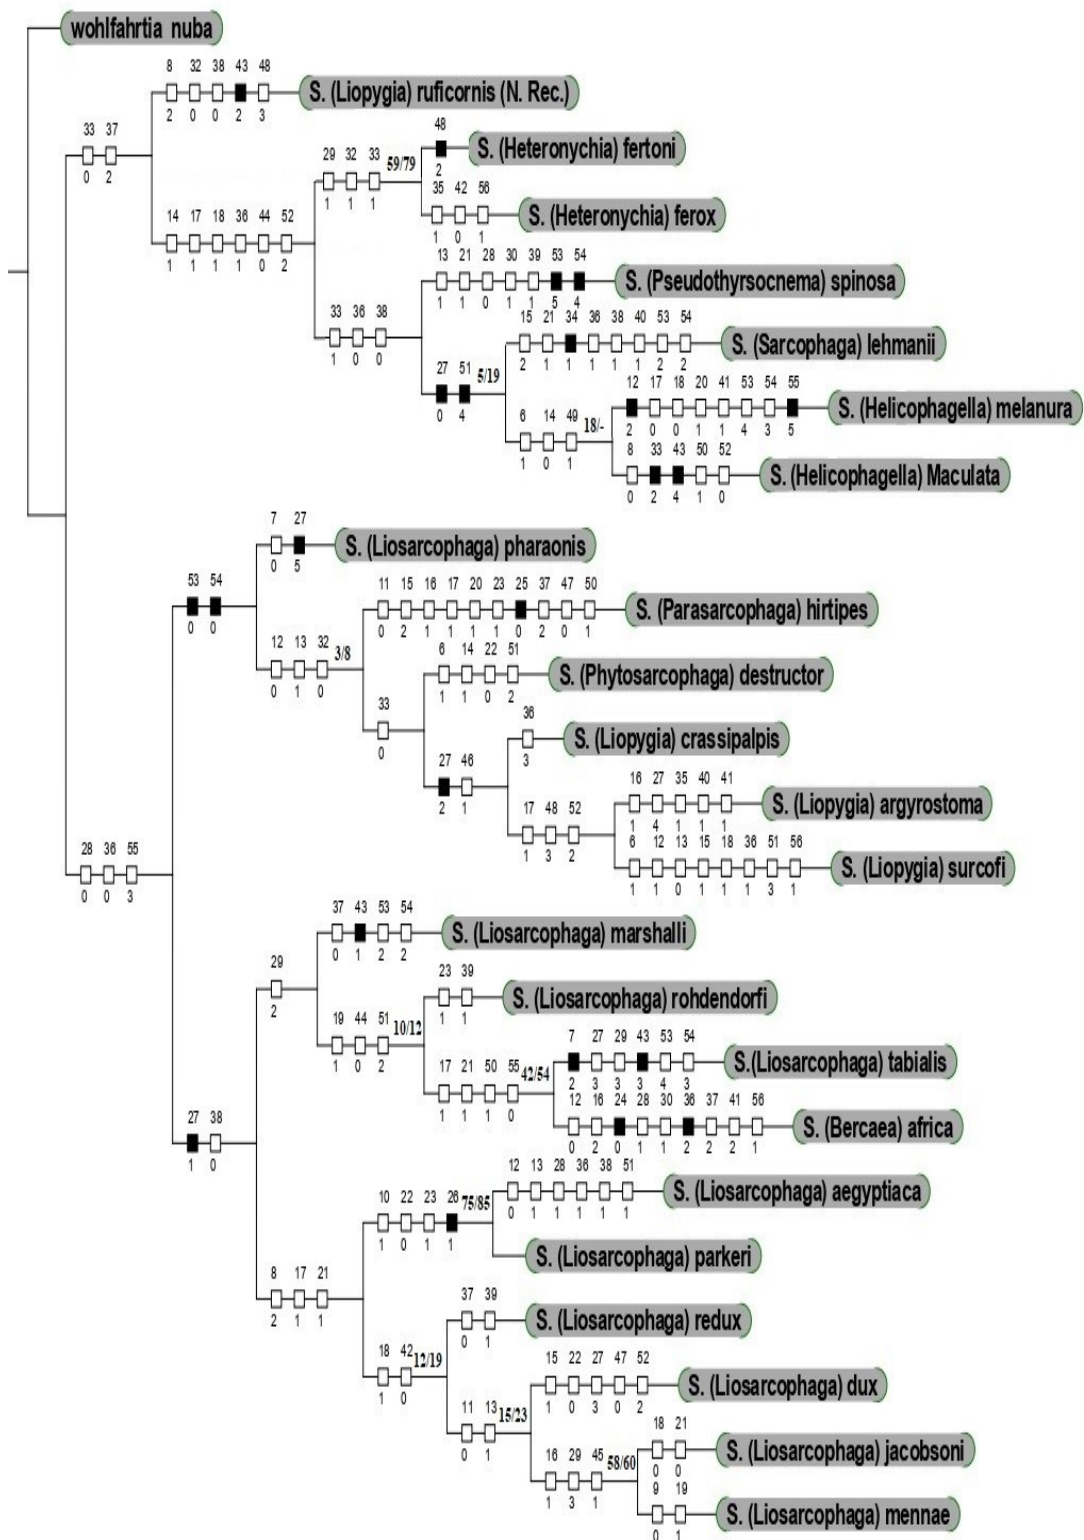 wohlfahrtia nuba
8 32 38 43 48
S. (Liopygia) ruficornis (N. Rec.)
2 0 0 2 3
33 37
0 2
48
S. (Heteronychia) fertoni
2
29 32 33 59/79
1 1 1
35 42 56
S. (Heteronychia) ferox
1 0 1
14 17 18 36 44 52
1 1 1 1 0 2
13 21 28 30 39 53 54
S. (Pseudothyrsocnema) spinosa
1 1 0 1 1 5 4
33 36 38
1 0 0
15 21 34 36 38 40 53 54
S. (Sarcophaga) lehmanii
2 1 1 1 1 1 2 2
27 51 5/19
0 4
12 17 18 20 41 53 54 55
S. (Helicophagella) melanura
2 0 0 1 1 4 3 5
6 14 49 18/-
1 0 1
8 33 43 50 52
S. (Helicophagella) Maculata
0 2 4 1 0
7 27
S. (Liosarcophaga) pharaonis
0 5
53 54
0 0
11 15 16 17 20 23 25 37 47 50
S. (Parasarcophaga) hirtipes
0 2 1 1 1 1 0 2 0 1
12 13 32 3/8
0 1 0
6 14 22 51
S. (Phytosarcophaga) destructor
1 1 0 2
33
0
36
S. (Liopygia) crassipalpis
3
27 46
2 1
16 27 35 40 41
S. (Liopygia) argyrostoma
1 4 1 1 1
17 48 52
1 3 2
6 12 13 15 18 36 51 56
S. (Liopygia) surcofi
1 1 0 1 1 1 3 1
28 36 55
0 0 3
37 43 53 54
S. (Liosarcophaga) marshalli
0 1 2 2
29
2
23 39
S. (Liosarcophaga) rohdendorfi
1 1
19 44 51 10/12
1 0 2
7 27 29 43 53 54
S.(Liosarcophaga) tabialis
2 3 3 3 4 3
17 21 50 55 42/54
1 1 1 0
12 16 24 28 30 36 37 41 56
S. (Bercaea) africa
0 2 0 1 1 2 2 2 1
27 38
1 0
12 13 28 36 38 51
S. (Liosarcophaga) aegyptiaca
0 1 1 1 1 1
10 22 23 26 75/85
1 0 1 1
S. (Liosarcophaga) parkeri
8 17 21
2 1 1
37 39
S. (Liosarcophaga) redux
0 1
18 42 12/19
1 0
15 22 27 47 52
S. (Liosarcophaga) dux
1 0 3 0 2
11 13 15/23
0 1
18 21
S. (Liosarcophaga) jacobsoni
0 0
16 29 45 58/60
1 3 1
9 19
S. (Liosarcophaga) mennae
0 1